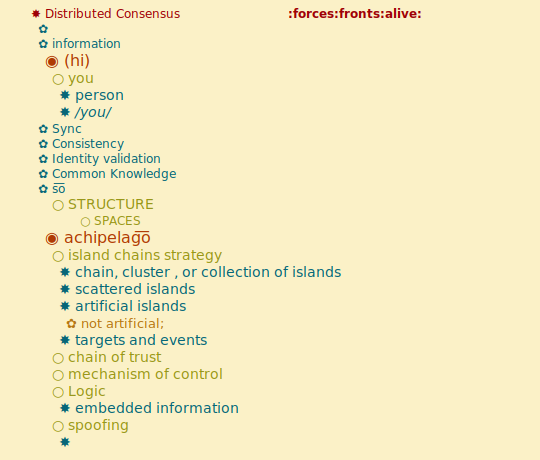 ✸ Distributed Consensus :forces:fronts:alive:
✿
✿ information
◉ (hi)
○ you
✸ person
✸ /you/
✿ Sync
✿ Consistency
✿ Identity validation
✿ Common Knowledge
✿ s͞o
○ STRUCTURE
○ SPACES
◉ achipelag͞o
○ island chains strategy
✸ chain, cluster , or collection of islands
✸ scattered islands
✸ artificial islands
✿ not artificial;
✸ targets and events
○ chain of trust
○ mechanism of control
○ Logic
✸ embedded information
○ spoofing
✸